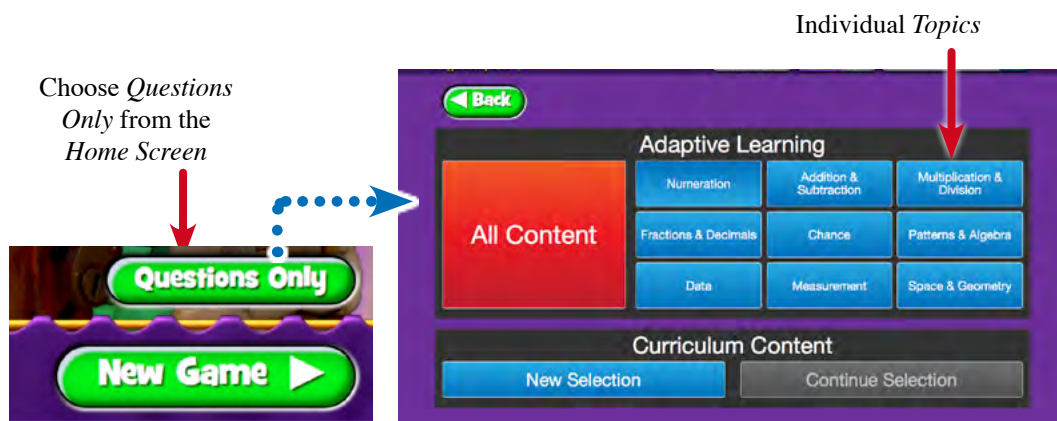 Individual Topics
Choose Questions
Only from the
Home Screen
Questions Only
New Game
Back
Adaptive Learning
All Content
Numeration
Addition &
Subtraction
Multiplication &
Division
Fractions & Decimals
Chance
Patterns & Algebra
Data
Measurement
Space & Geometry
Curriculum Content
New Selection
Continue Selection